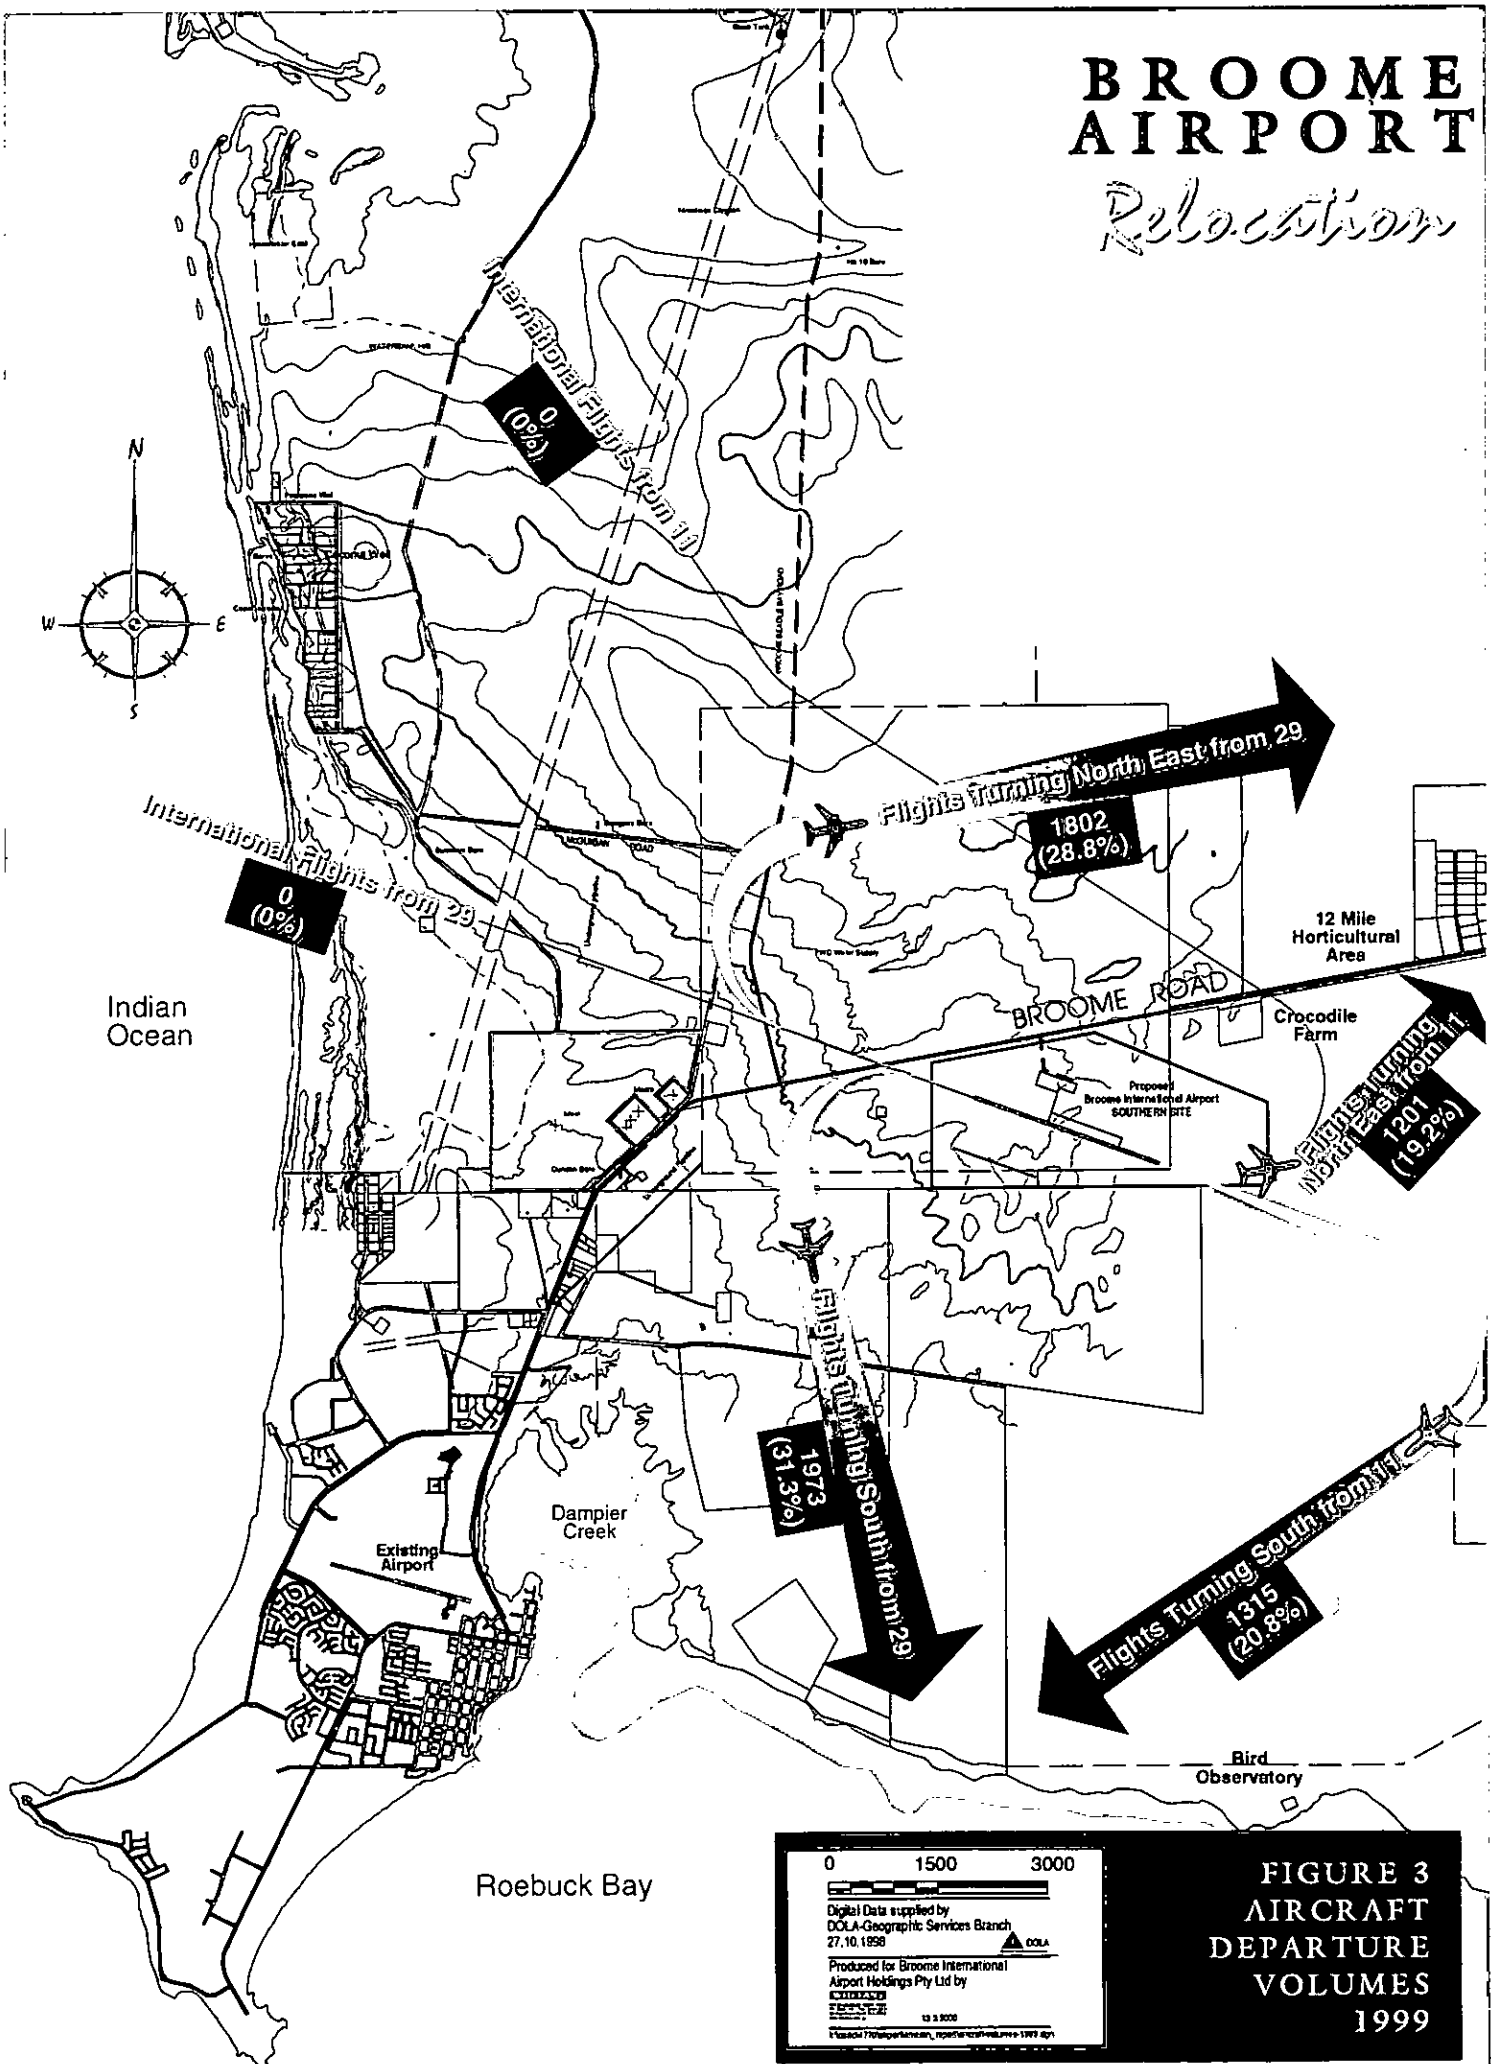 BROOME
AIRPORT
Relocation
International Flights from 11
0
(0%)
N
W
E
S
International Flights from 29
0
(0%)
Flights Turning North East from 29
1802
(28.8%)
McGUIGAN ROAD
12 Mile
Horticultural
Area
Indian
Ocean
BROOME ROAD
Crocodile
Farm
Proposed
Broome International Airport
SOUTHERN SITE
Flights Turning
North East from 11
1201
(19.2%)
Flights Turning South from 29
1973
(31.3%)
Dampier
Creek
Existing
Airport
Flights Turning South from 11
1315
(20.8%)
Bird
Observatory
Roebuck Bay
0 1500 3000
Digital Data supplied by
DOLA-Geographic Services Branch
27,10,1998
DOLA
Produced for Broome International
Airport Holdings Pty Ltd by
FIGURE 3
AIRCRAFT
DEPARTURE
VOLUMES
1999